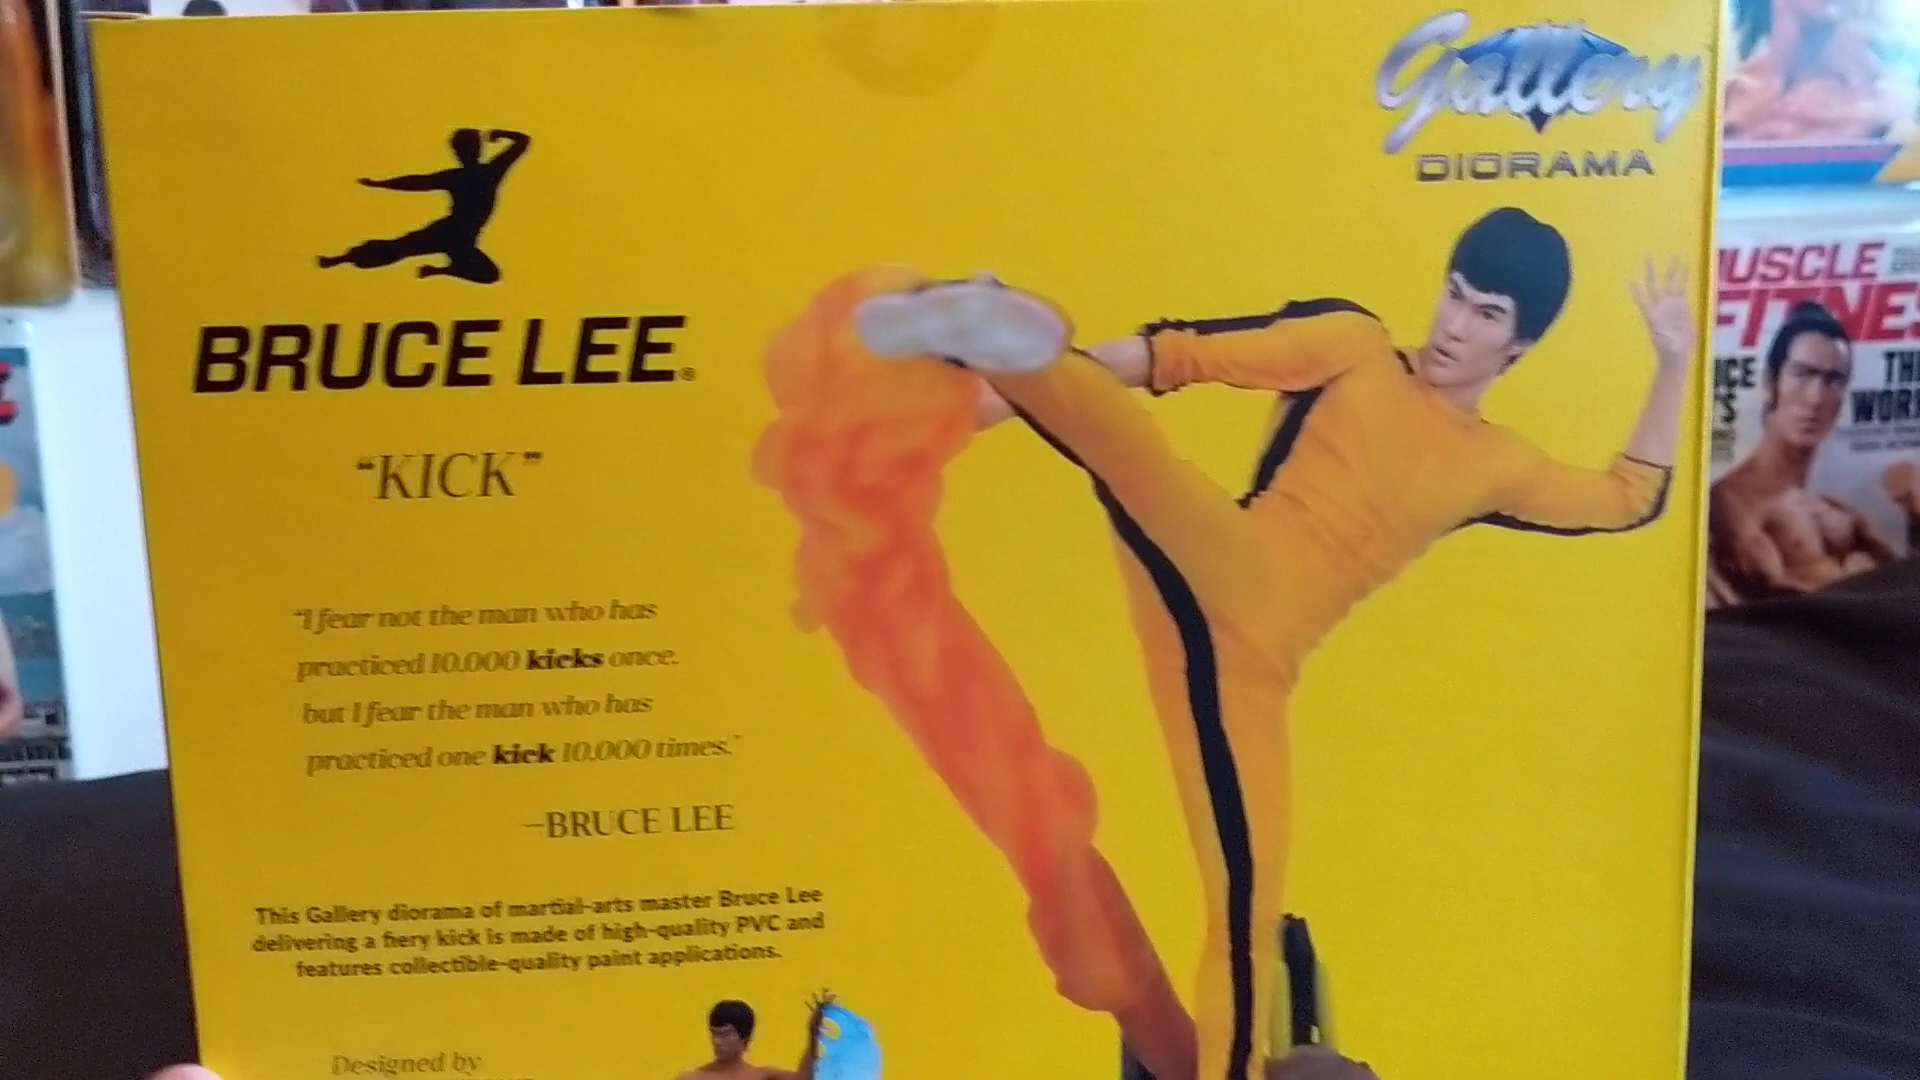 Gallery
DIORAMA
BRUCE LEE®
“KICK”
“I fear not the man who has
practiced 10,000 kicks once,
but I fear the man who has
practiced one kick 10,000 times.”
–BRUCE LEE
This Gallery diorama of martial-arts master Bruce Lee
delivering a fiery kick is made of high-quality PVC and
features collectible-quality paint applications.
Designed by
MUSCLE
FITNES